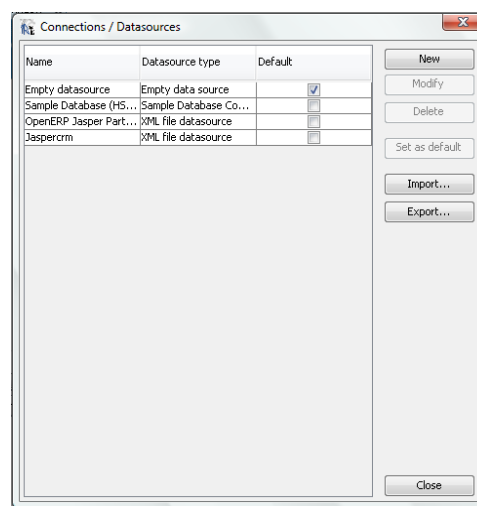 Connections / Datasources
Name Datasource type Default
Empty datasource Empty data source
Sample Database (HS... Sample Database Co...
OpenERP Jasper Part... XML file datasource
Jaspercrm XML file datasource
New
Modify
Delete
Set as default
Import...
Export...
Close